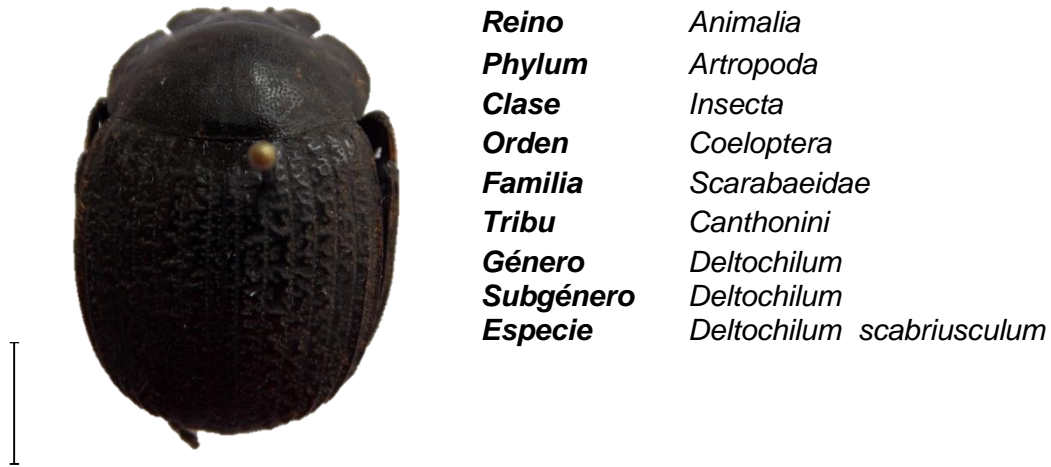 Reino Animalia
Phylum Artropoda
Clase Insecta
Orden Coeloptera
Familia Scarabaeidae
Tribu Canthonini
Género Deltochilum
Subgénero Deltochilum
Especie Deltochilum scabriusculum